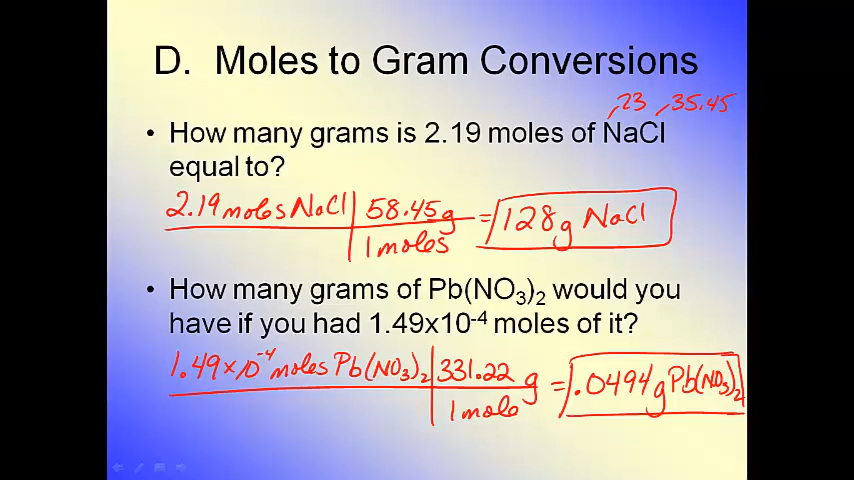 D. Moles to Gram Conversions
, 23 , 35.45
• How many grams is 2.19 moles of NaCl
equal to?
2.19 moles NaCl | 58.45 g = 128 g NaCl
1 moles
• How many grams of Pb(NO₃)₂ would you
have if you had 1.49x10⁻⁴ moles of it?
1.49 × 10⁻⁴ moles Pb(NO₃)₂ | 331.22 g = .0494 g Pb(NO₃)₂
1 mole